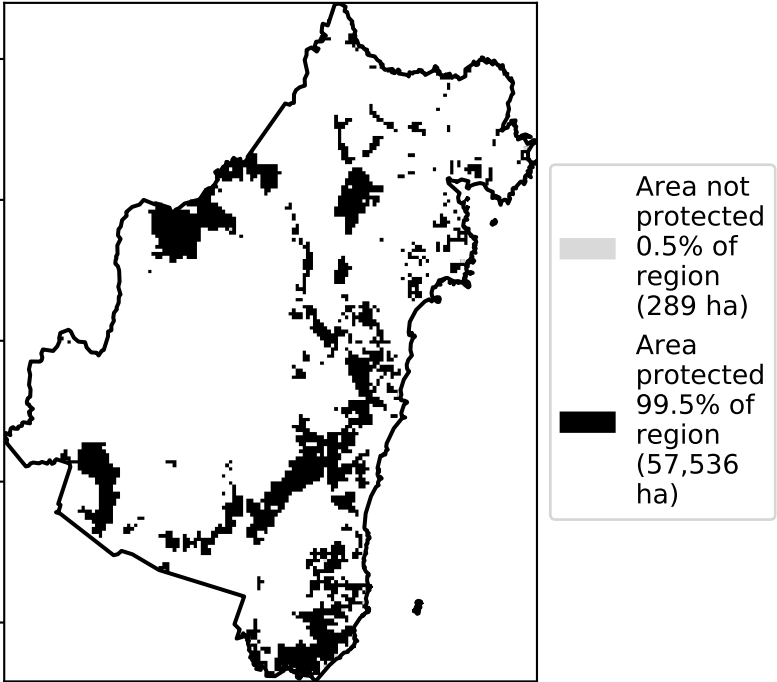 Area not
protected
0.5% of
region
(289 ha)
Area
protected
99.5% of
region
(57,536
ha)